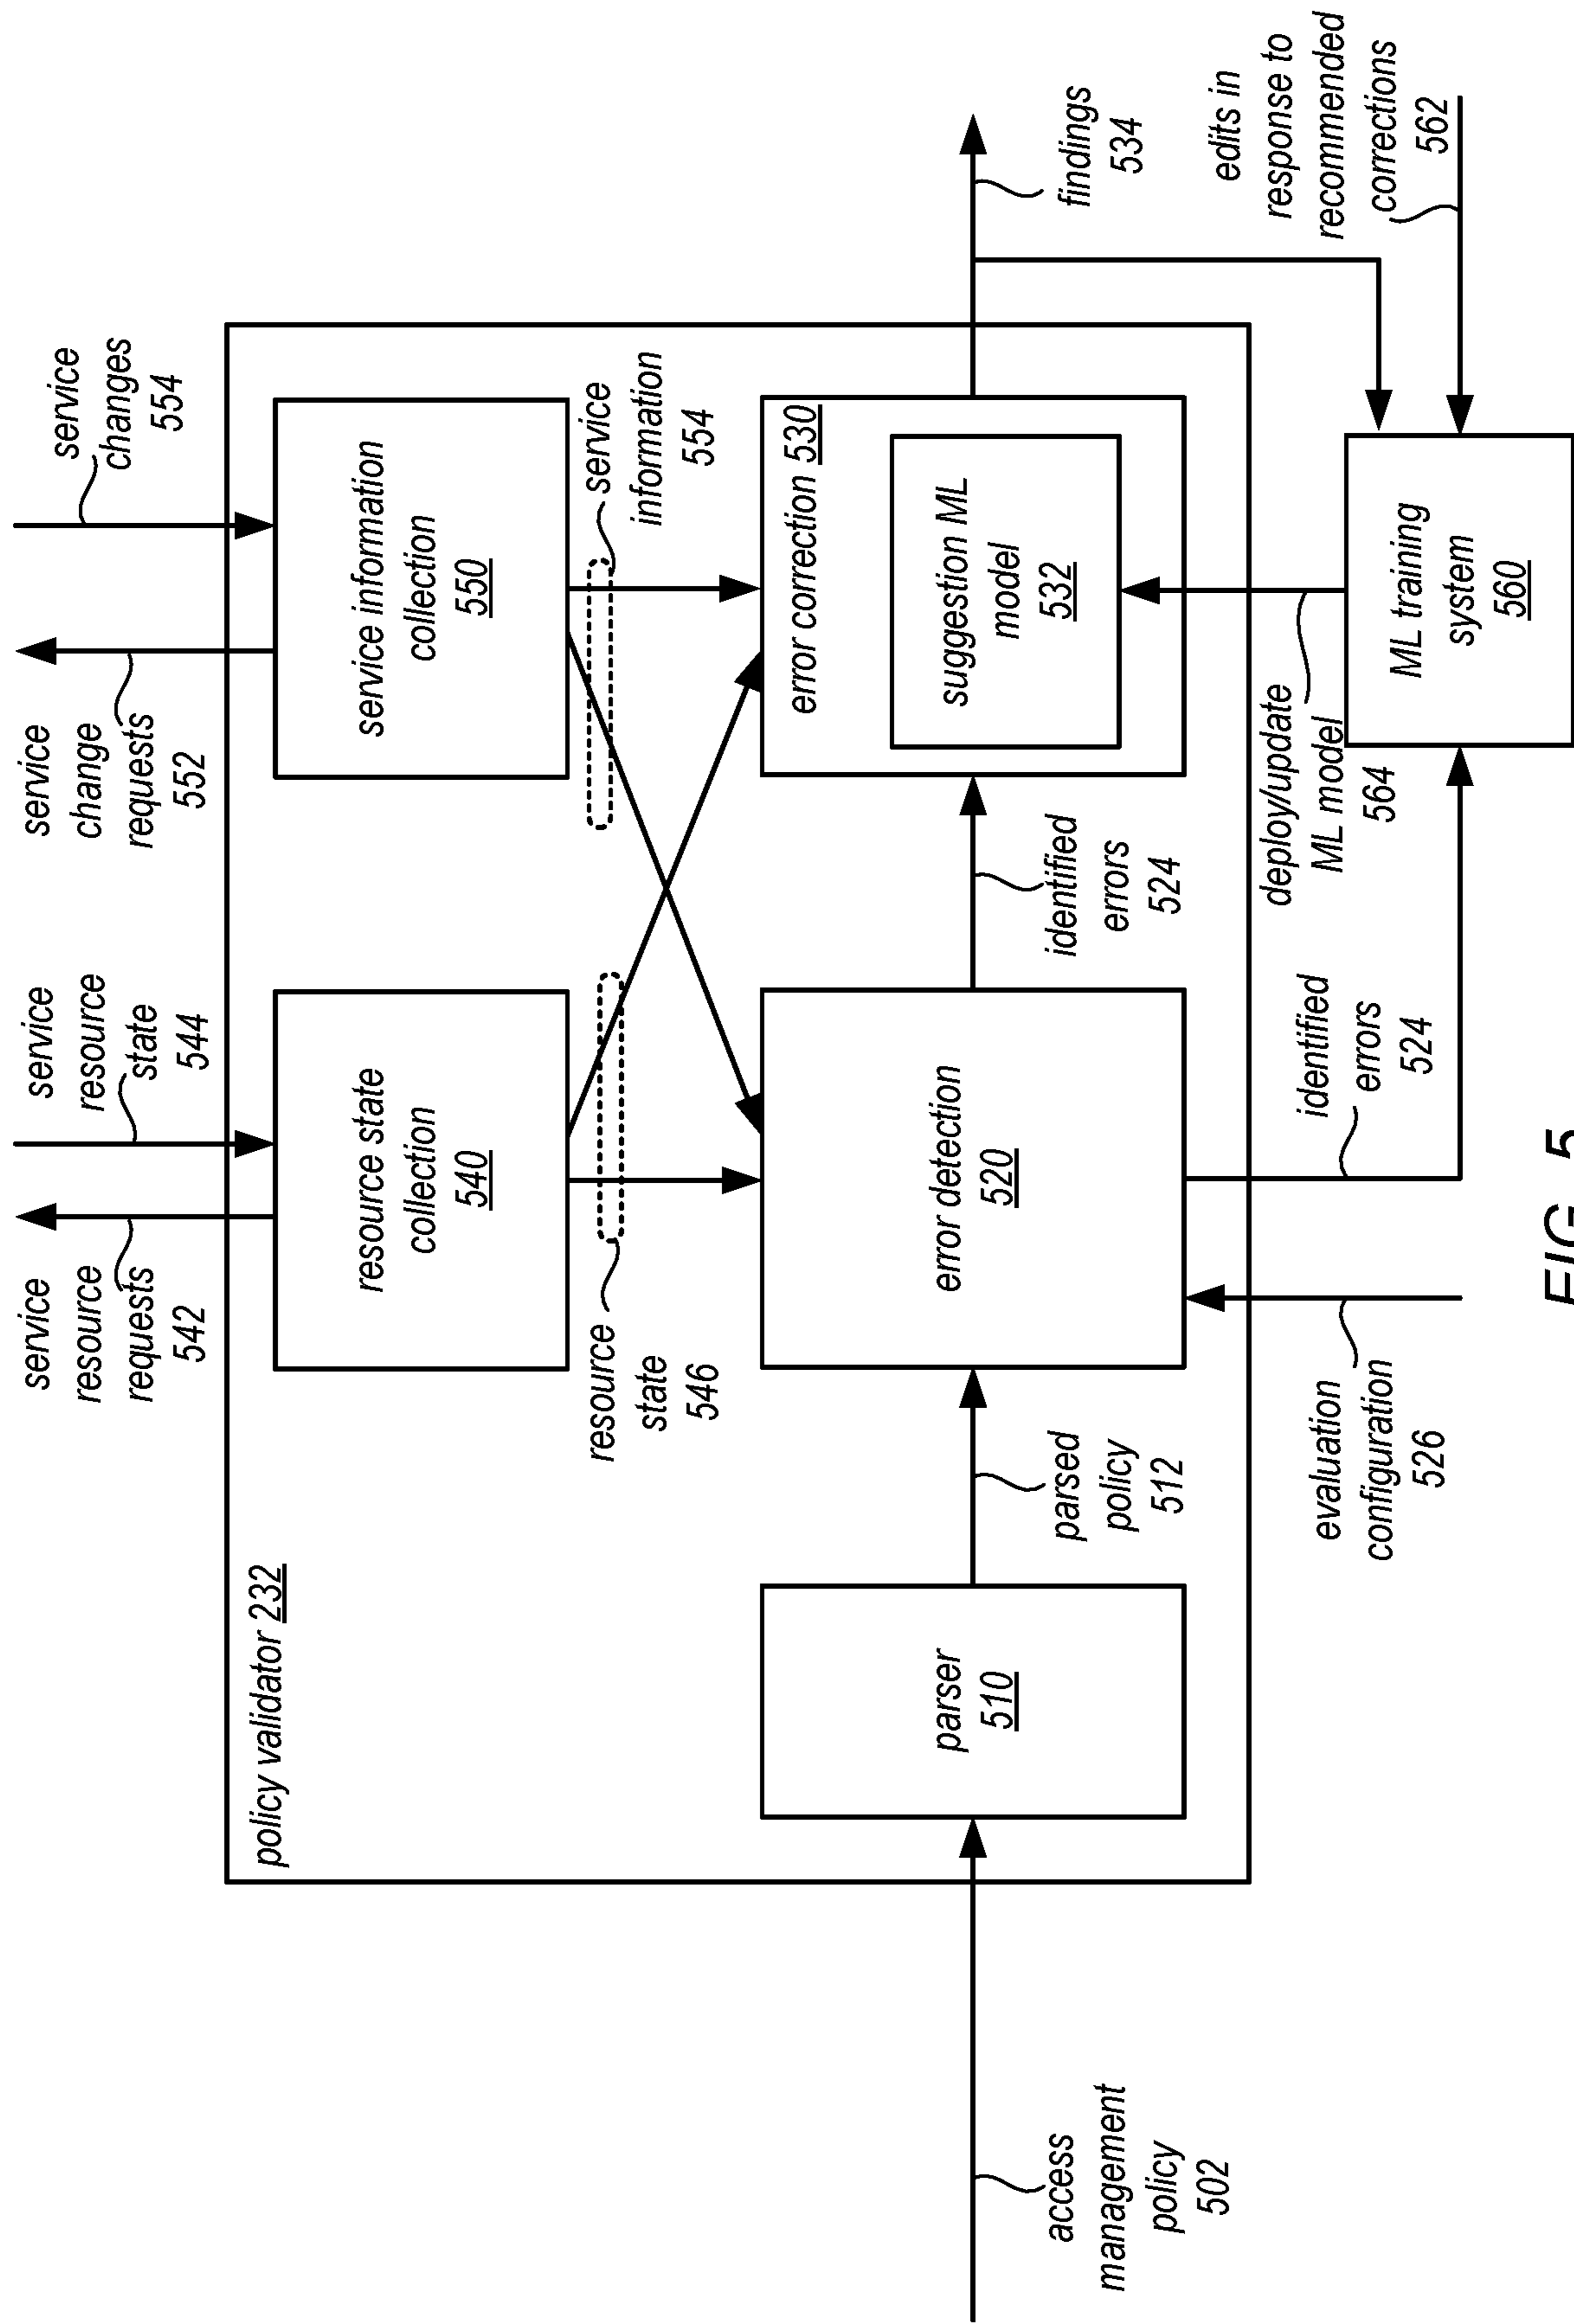 service
resource
requests
542
service
resource
state
544
service
change
requests
552
service
changes
554
policy validator 232
resource state
collection
540
service information
collection
550
resource
state
546
service
information
554
access
management
policy
502
parser
510
parsed
policy
512
error detection
520
identified
errors
524
error correction 530
suggestion ML
model
532
findings
534
evaluation
configuration
526
identified
errors
524
deploy/update
ML model
564
ML training
system
560
edits in
response to
recommended
corrections
562
FIG. 5